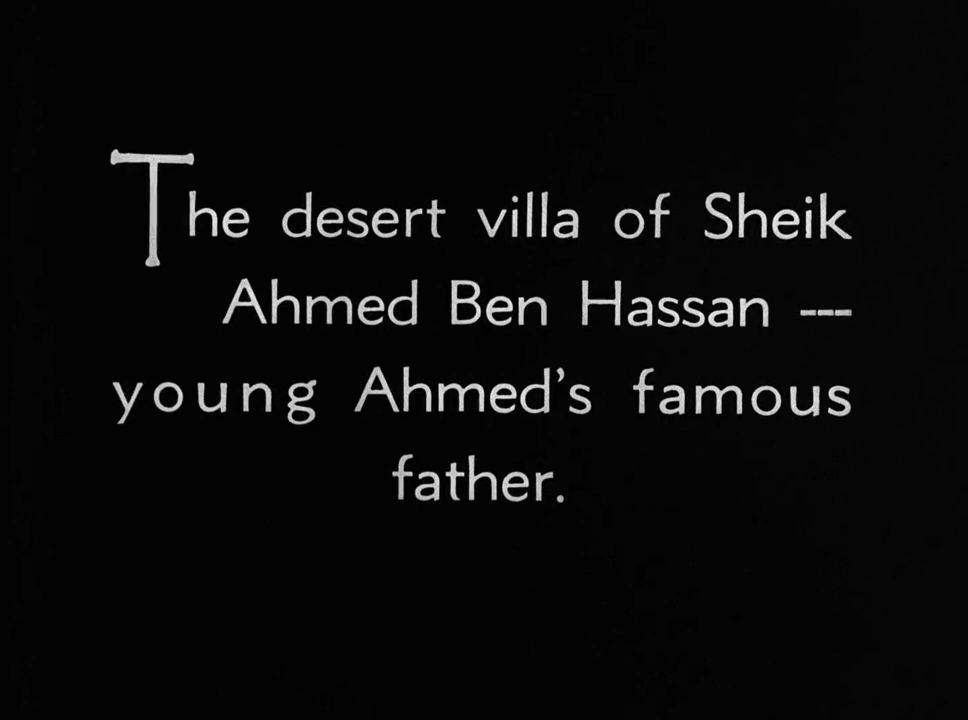 The desert villa of Sheik
Ahmed Ben Hassan ---
young Ahmed's famous
father.